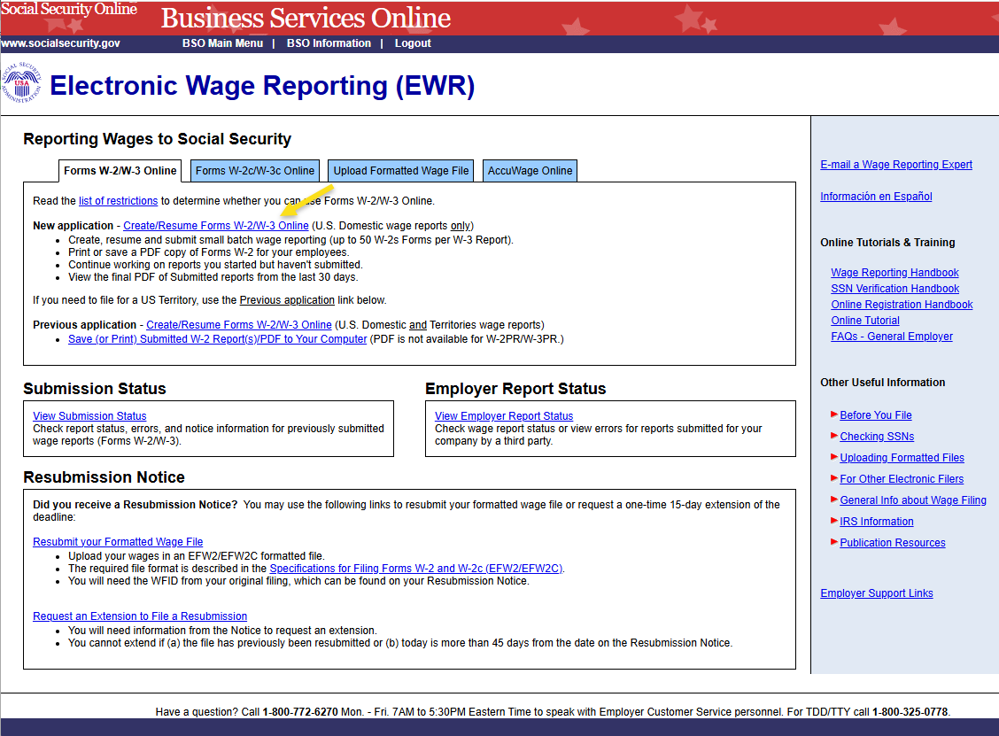 Social Security Online
Business Services Online
www.socialsecurity.gov
BSO Main Menu | BSO Information | Logout
SOCIAL SECURITY ADMINISTRATION
USA
Electronic Wage Reporting (EWR)
Reporting Wages to Social Security
Forms W-2/W-3 Online
Forms W-2c/W-3c Online
Upload Formatted Wage File
AccuWage Online
Read the list of restrictions to determine whether you can use Forms W-2/W-3 Online.
New application - Create/Resume Forms W-2/W-3 Online (U.S. Domestic wage reports only)
• Create, resume and submit small batch wage reporting (up to 50 W-2s Forms per W-3 Report).
• Print or save a PDF copy of Forms W-2 for your employees.
• Continue working on reports you started but haven't submitted.
• View the final PDF of Submitted reports from the last 30 days.
If you need to file for a US Territory, use the Previous application link below.
Previous application - Create/Resume Forms W-2/W-3 Online (U.S. Domestic and Territories wage reports)
• Save (or Print) Submitted W-2 Report(s)/PDF to Your Computer (PDF is not available for W-2PR/W-3PR.)
Submission Status
View Submission Status
Check report status, errors, and notice information for previously submitted
wage reports (Forms W-2/W-3).
Employer Report Status
View Employer Report Status
Check wage report status or view errors for reports submitted for your
company by a third party.
Resubmission Notice
Did you receive a Resubmission Notice? You may use the following links to resubmit your formatted wage file or request a one-time 15-day extension of the
deadline:
Resubmit your Formatted Wage File
• Upload your wages in an EFW2/EFW2C formatted file.
• The required file format is described in the Specifications for Filing Forms W-2 and W-2c (EFW2/EFW2C).
• You will need the WFID from your original filing, which can be found on your Resubmission Notice.
Request an Extension to File a Resubmission
• You will need information from the Notice to request an extension.
• You cannot extend if (a) the file has previously been resubmitted or (b) today is more than 45 days from the date on the Resubmission Notice.
E-mail a Wage Reporting Expert
Información en Español
Online Tutorials & Training
Wage Reporting Handbook
SSN Verification Handbook
Online Registration Handbook
Online Tutorial
FAQs - General Employer
Other Useful Information
Before You File
Checking SSNs
Uploading Formatted Files
For Other Electronic Filers
General Info about Wage Filing
IRS Information
Publication Resources
Employer Support Links
Have a question? Call 1-800-772-6270 Mon. - Fri. 7AM to 5:30PM Eastern Time to speak with Employer Customer Service personnel. For TDD/TTY call 1-800-325-0778.